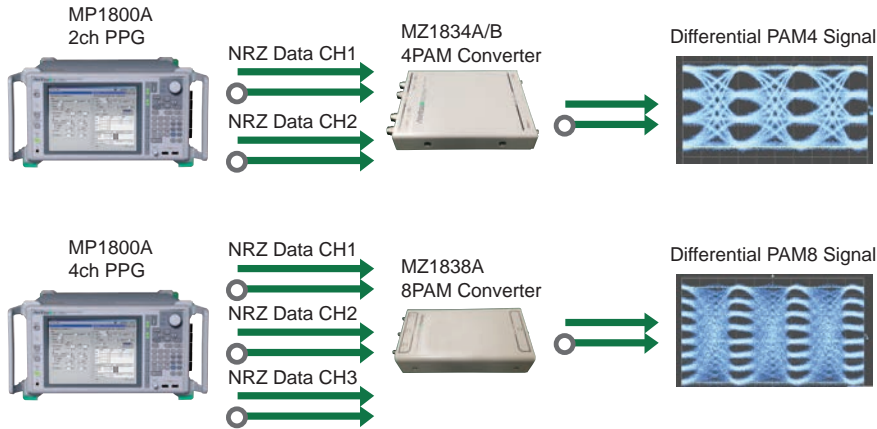 MP1800A
2ch PPG
NRZ Data CH1
NRZ Data CH2
MZ1834A/B
4PAM Converter
Differential PAM4 Signal
MP1800A
4ch PPG
NRZ Data CH1
NRZ Data CH2
NRZ Data CH3
MZ1838A
8PAM Converter
Differential PAM8 Signal